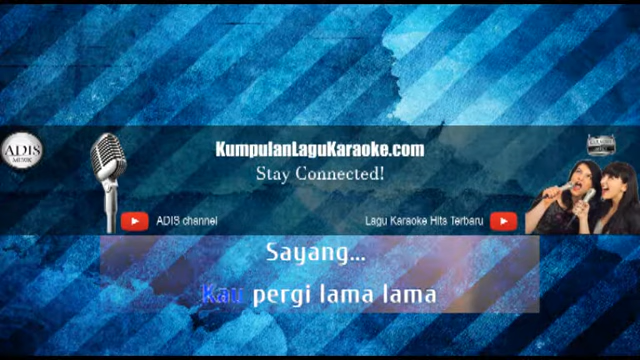 KumpulanLaguKaraoke.com
ADIS
MUSIK
Stay Connected!
ADIS channel
Lagu Karaoke Hits Terbaru
Sayang...
Kau pergi lama lama